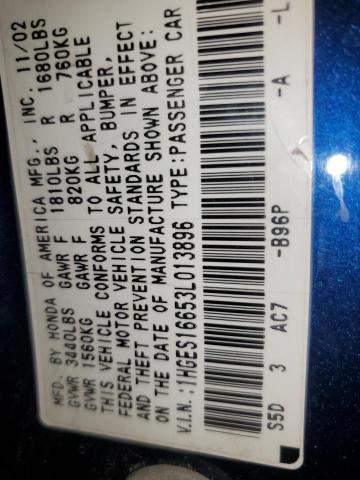 MFD. BY HONDA OF AMERICA MFG., INC. 11/02
GVWR 3440LBS GAWR F 1810LBS R 1680LBS
GVWR 1560KG GAWR F 820KG R 760KG
THIS VEHICLE CONFORMS TO ALL APPLICABLE
FEDERAL MOTOR VEHICLE SAFETY, BUMPER,
AND THEFT PREVENTION STANDARDS IN EFFECT
ON THE DATE OF MANUFACTURE SHOWN ABOVE:
V.I.N.:1HGES16653L013896 TYPE:PASSENGER CAR
S5D 3 AC7 -B96P -A -L